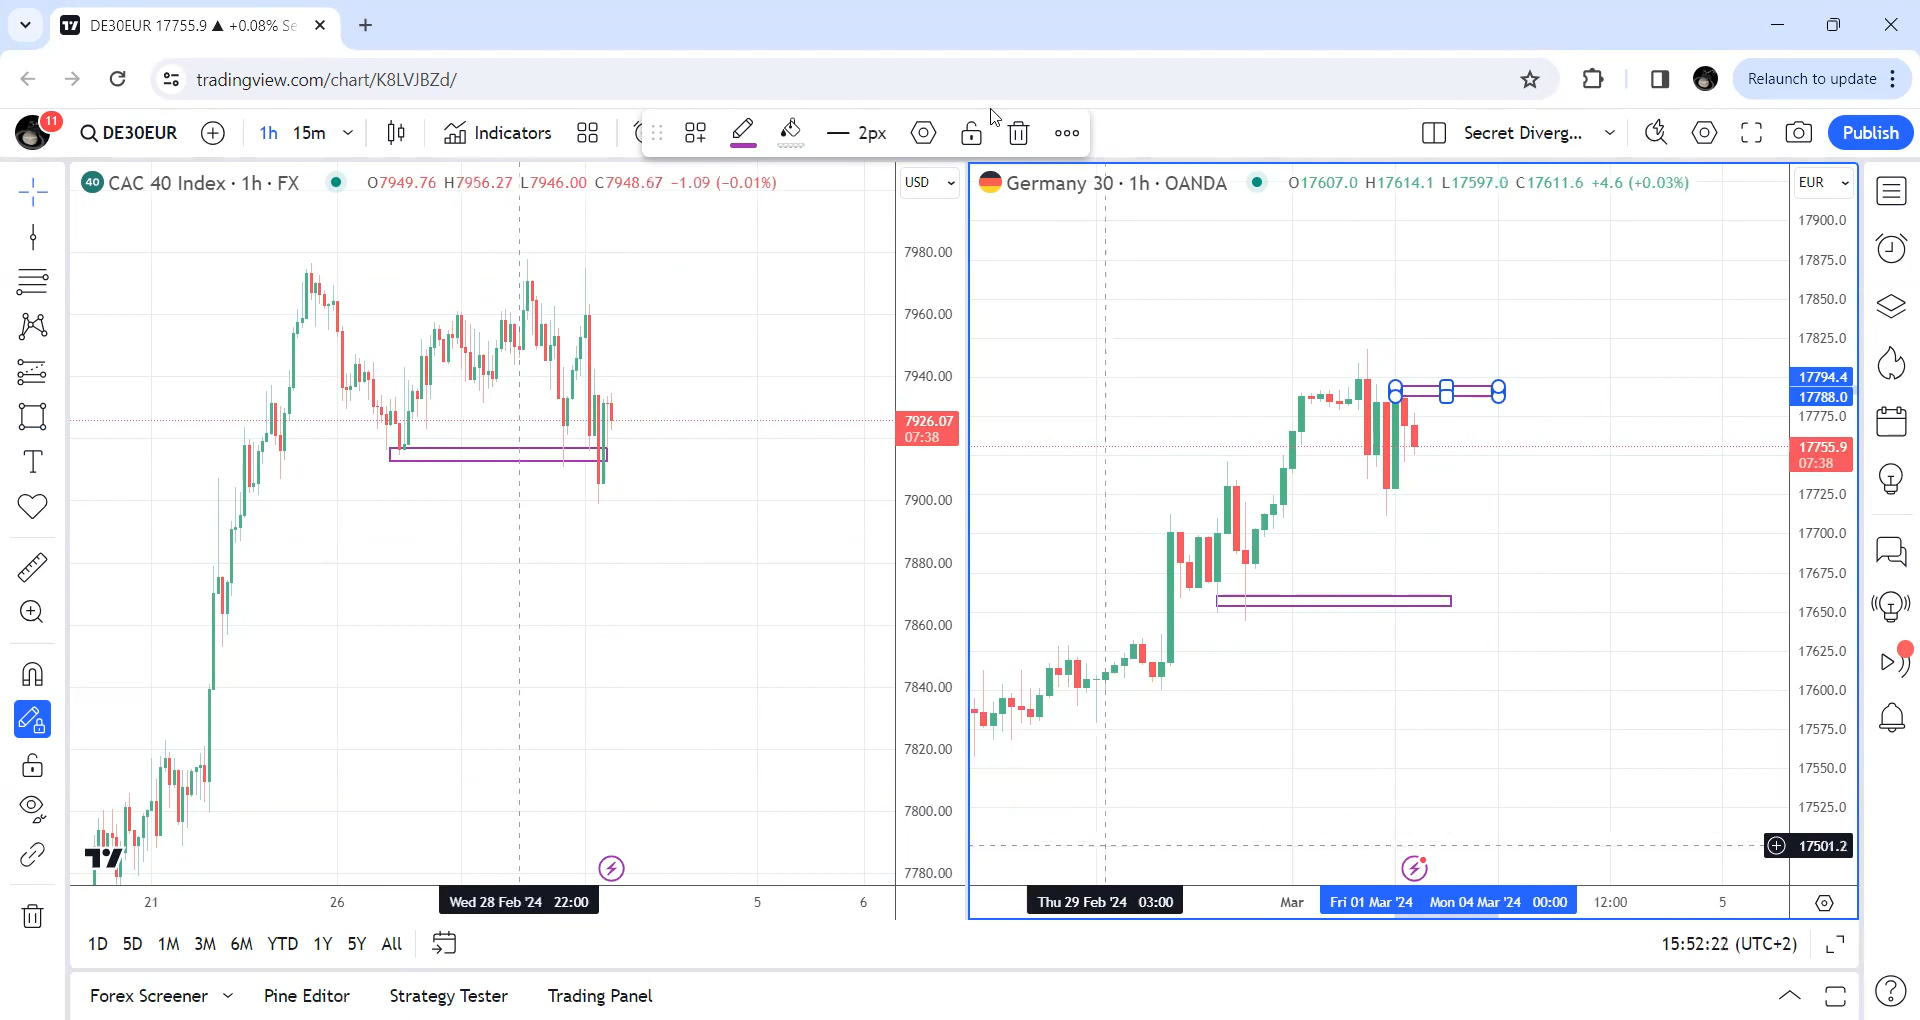 DE30EUR 17755.9 ▲ +0.08% Se
tradingview.com/chart/K8LVJBZd/
Relaunch to update
11
DE30EUR
1h 15m
Indicators
2px
Secret Diverg...
Publish
40 CAC 40 Index · 1h · FX O7949.76 H7956.27 L7946.00 C7948.67 -1.09 (-0.01%)
USD
7980.00
7960.00
7940.00
7926.07
07:38
7900.00
7880.00
7860.00
7840.00
7820.00
7800.00
7780.00
21
26
Wed 28 Feb '24 22:00
5
6
Germany 30 · 1h · OANDA O17607.0 H17614.1 L17597.0 C17611.6 +4.6 (+0.03%)
EUR
17900.0
17875.0
17850.0
17825.0
17794.4
17788.0
17775.0
17755.9
07:38
17725.0
17700.0
17675.0
17650.0
17625.0
17600.0
17575.0
17550.0
17525.0
17501.2
Thu 29 Feb '24 03:00
Mar
Fri 01 Mar '24
Mon 04 Mar '24 00:00
12:00
5
1D 5D 1M 3M 6M YTD 1Y 5Y All
15:52:22 (UTC+2)
Forex Screener
Pine Editor
Strategy Tester
Trading Panel